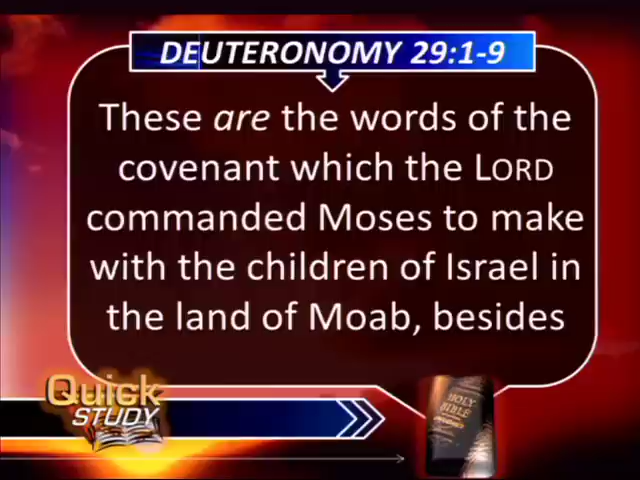 DEUTERONOMY 29:1-9
These are the words of the
covenant which the LORD
commanded Moses to make
with the children of Israel in
the land of Moab, besides
Quick
STUDY
HOLY
BIBLE